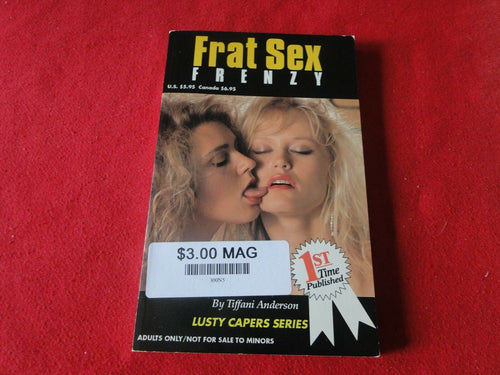 Frat Sex
FRENZY
U.S. $5.95 Canada $6.95
$3.00 MAG
1ST
Time
Published
By Tiffani Anderson
LUSTY CAPERS SERIES
ADULTS ONLY/NOT FOR SALE TO MINORS